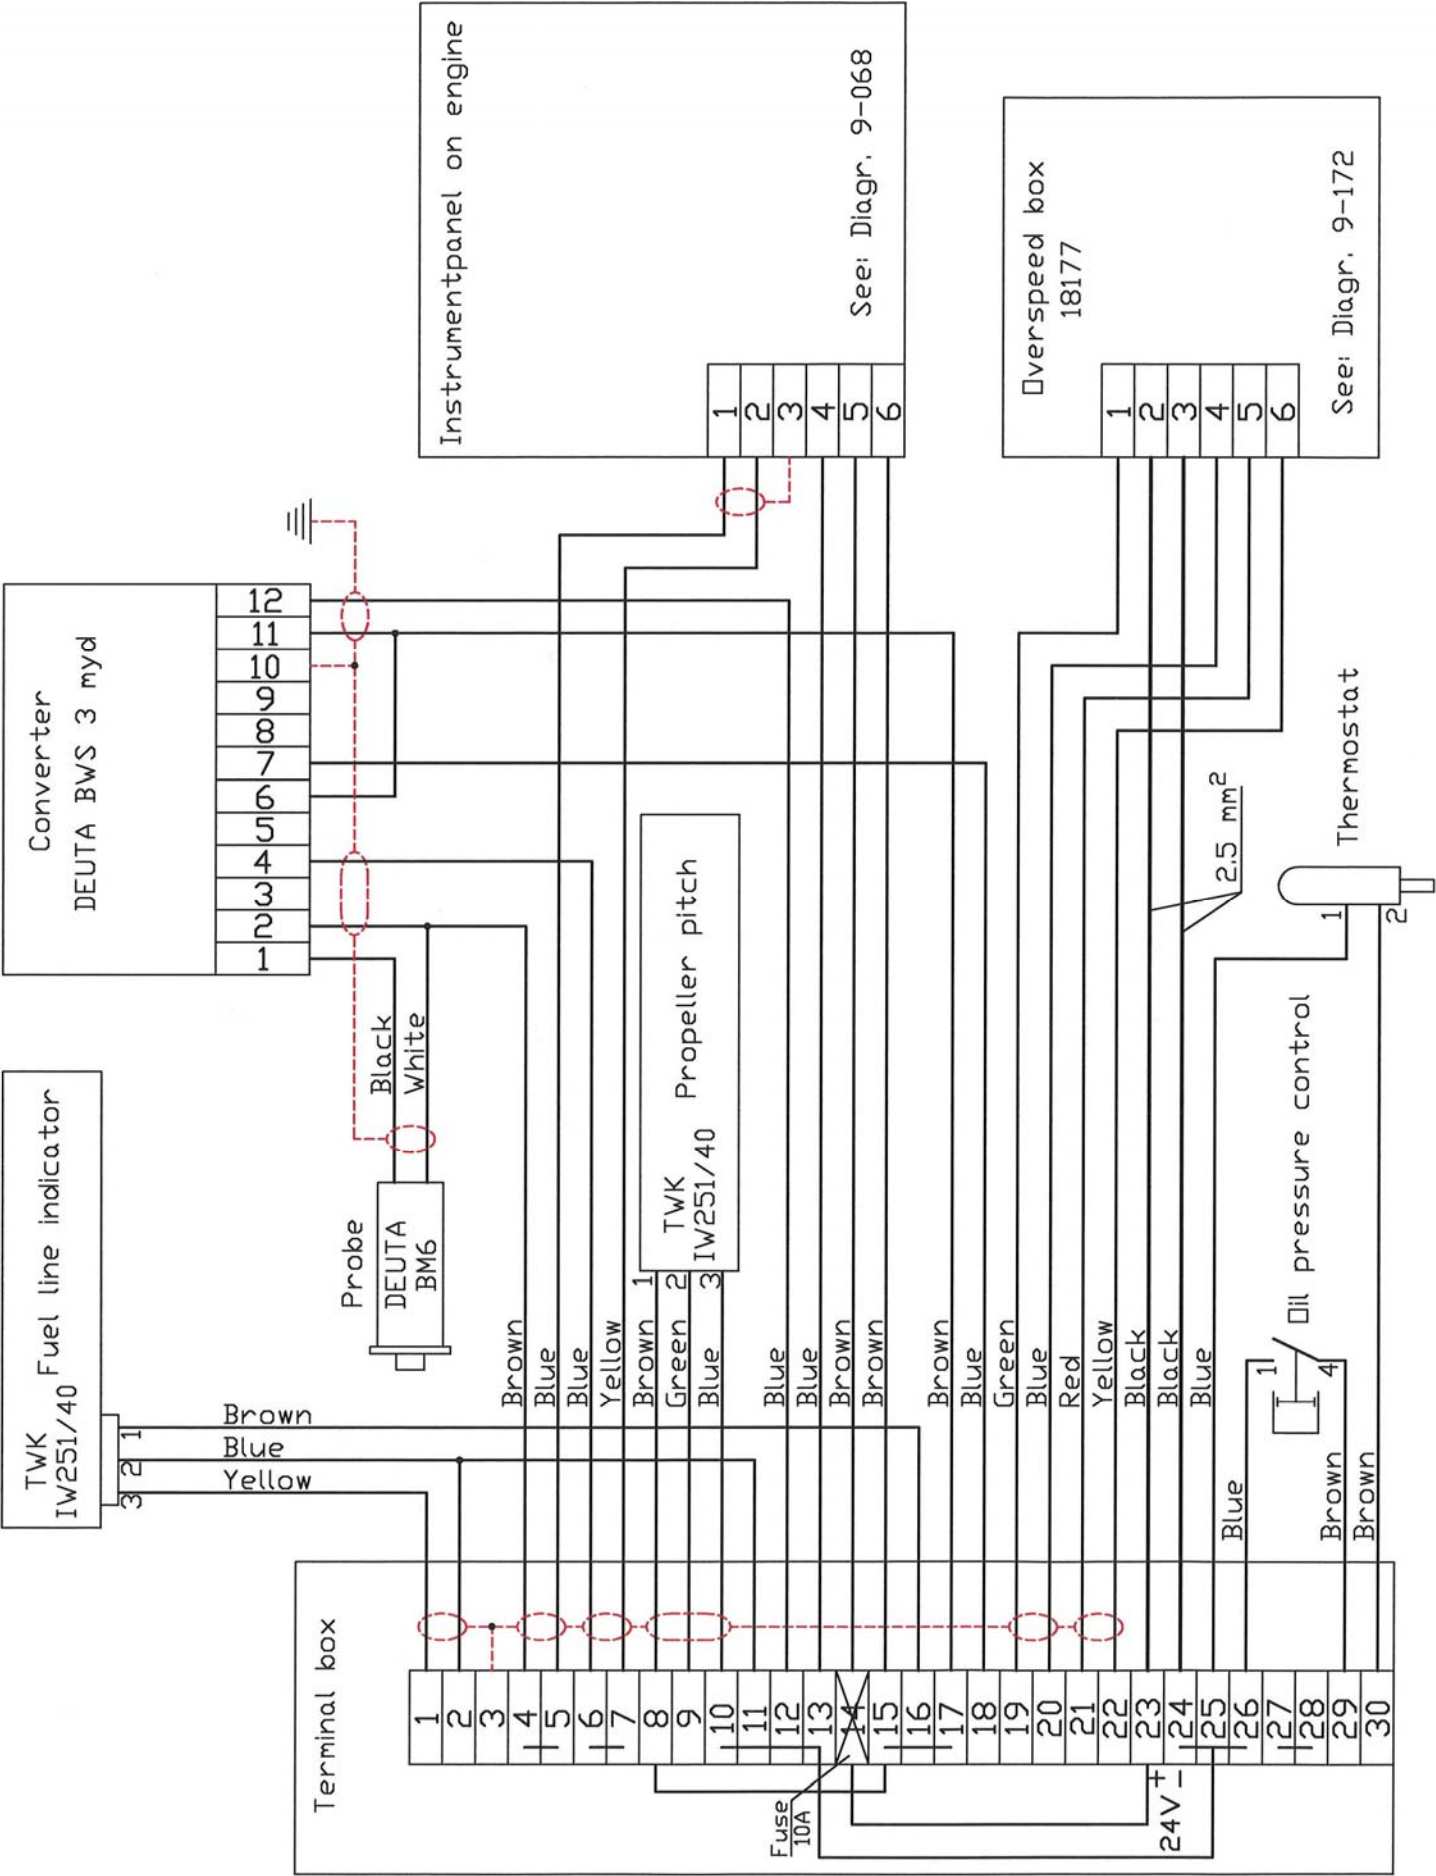 TWK
IW251/40
Fuel line indicator
1
2
3
Brown
Blue
Yellow
Converter
DEUTA BWS 3 myd
1
2
3
4
5
6
7
8
9
10
11
12
Black
White
Probe
DEUTA
BM6
Instrumentpanel on engine
1
2
3
4
5
6
See: Diagr. 9-068
TWK
IW251/40
Propeller pitch
1
2
3
Overspeed box
18177
1
2
3
4
5
6
See: Diagr. 9-172
2.5 mm²
Thermostat
1
2
Oil pressure control
1
4
Brown
Blue
Blue
Yellow
Brown
Green
Blue
Blue
Blue
Brown
Brown
Brown
Blue
Green
Blue
Red
Yellow
Black
Black
Blue
Blue
Brown
Brown
Terminal box
1
2
3
4
5
6
7
8
9
10
11
12
13
14
15
16
17
18
19
20
21
22
23
24
25
26
27
28
29
30
Fuse
10A
24V + -